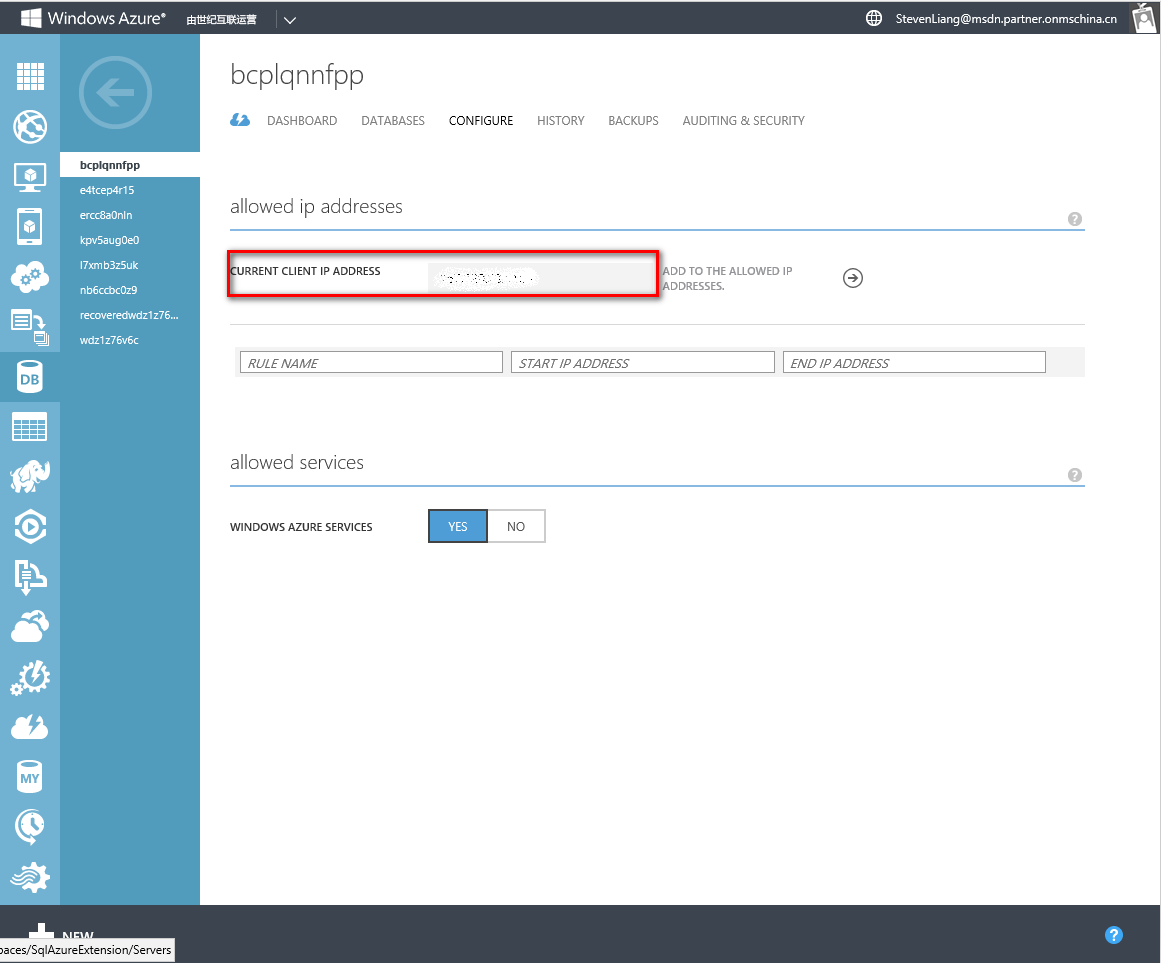 Windows Azure® 由世纪互联运营
StevenLiang@msdn.partner.onmschina.cn
bcplqnnfpp
DASHBOARD DATABASES CONFIGURE HISTORY BACKUPS AUDITING & SECURITY
bcplqnnfpp
e4tcep4r15
ercc8a0nln
kpv5aug0e0
l7xmb3z5uk
nb6ccbc0z9
recoveredwdz1z76...
wdz1z76v6c
allowed ip addresses
?
CURRENT CLIENT IP ADDRESS
ADD TO THE ALLOWED IP
ADDRESSES.
RULE NAME START IP ADDRESS END IP ADDRESS
allowed services
?
WINDOWS AZURE SERVICES YES NO
DB
MY
NEW
?
paces/SqlAzureExtension/Servers